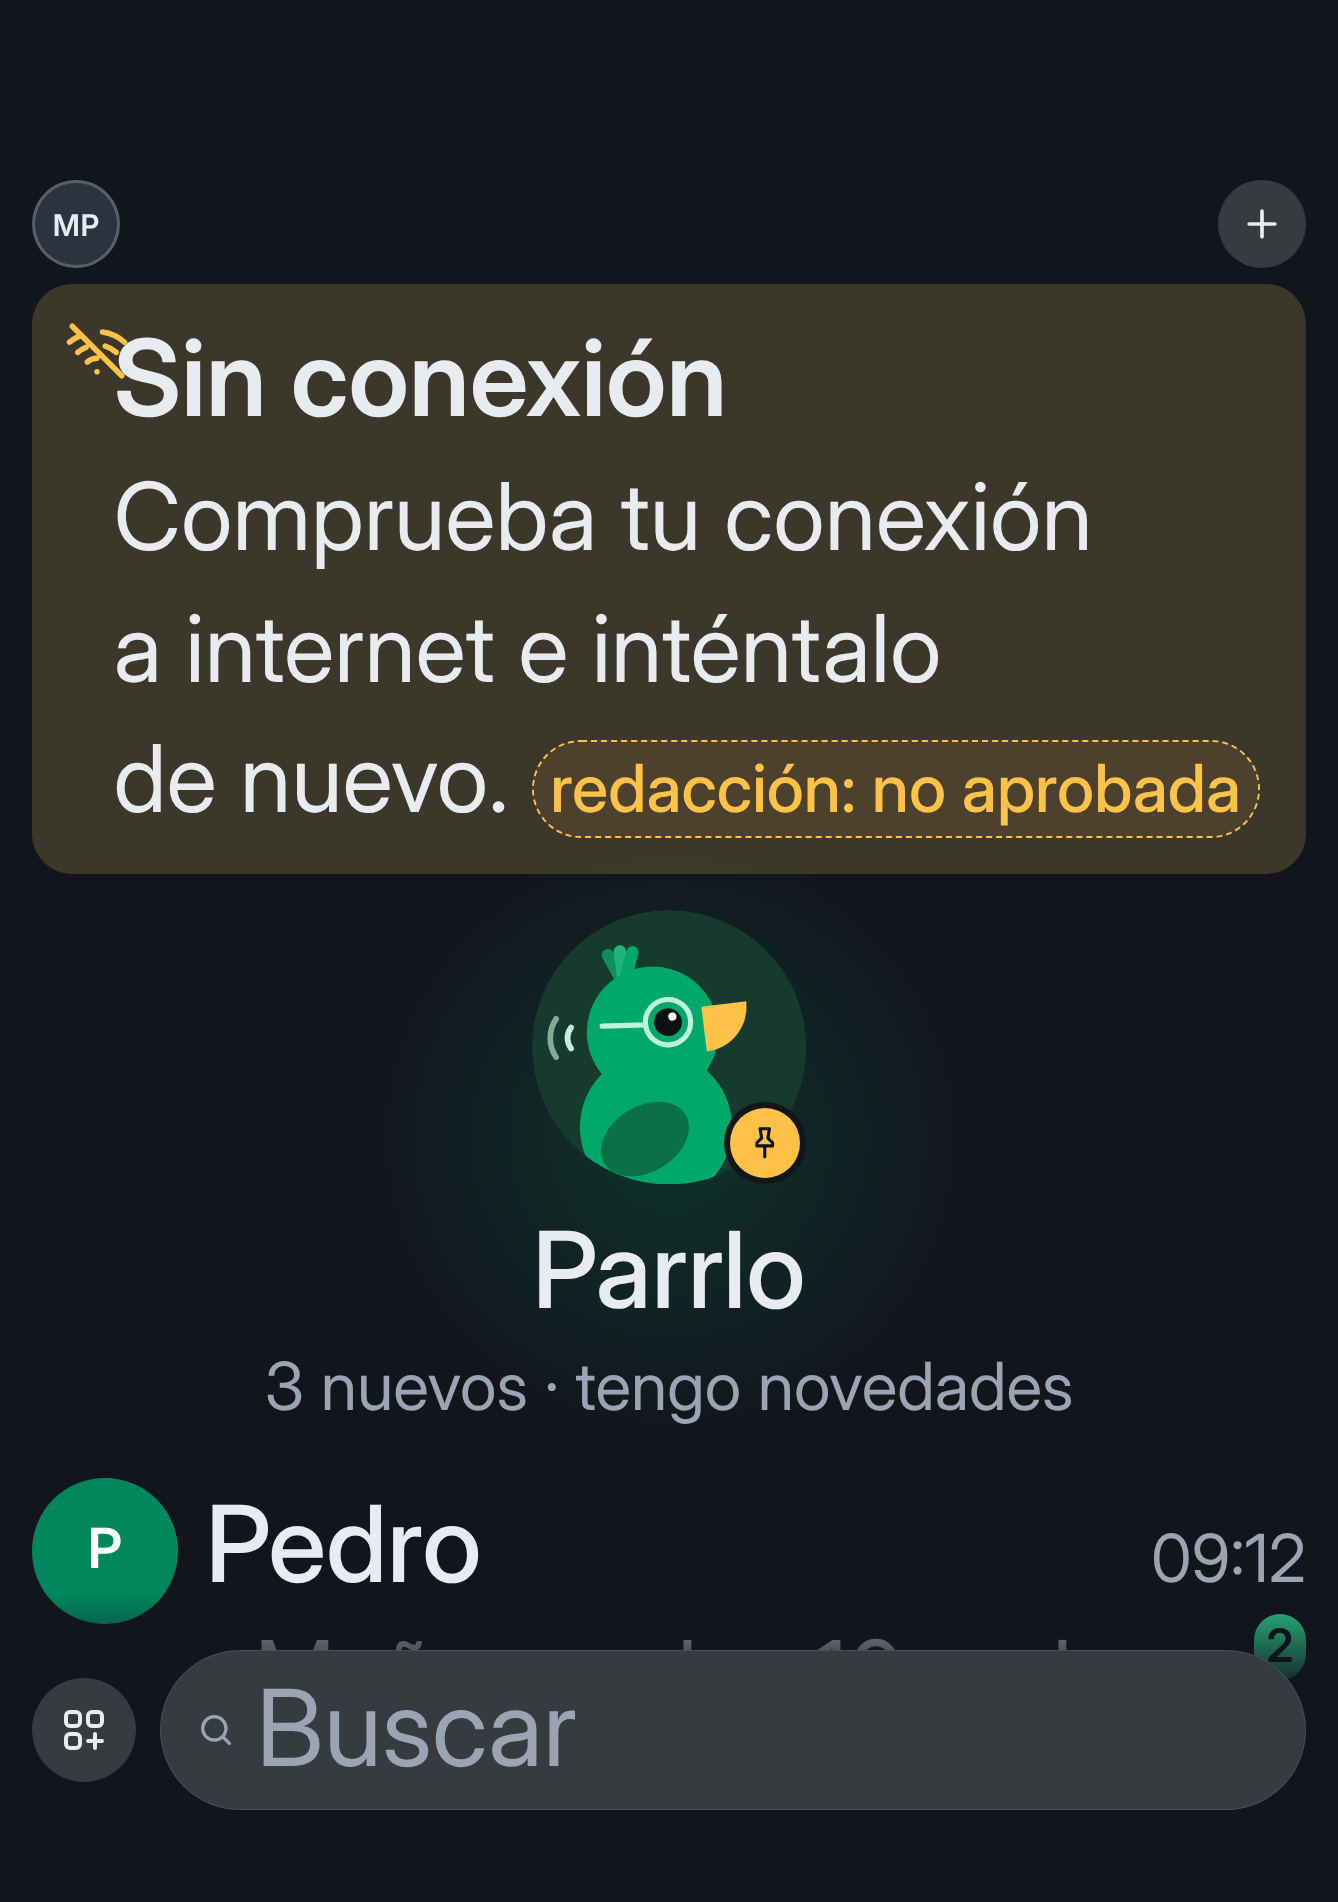 MP
Sin conexión
Comprueba tu conexión
a internet e inténtalo
de nuevo. redacción: no aprobada
Parrlo
3 nuevos · tengo novedades
P Pedro 09:12
2
Buscar